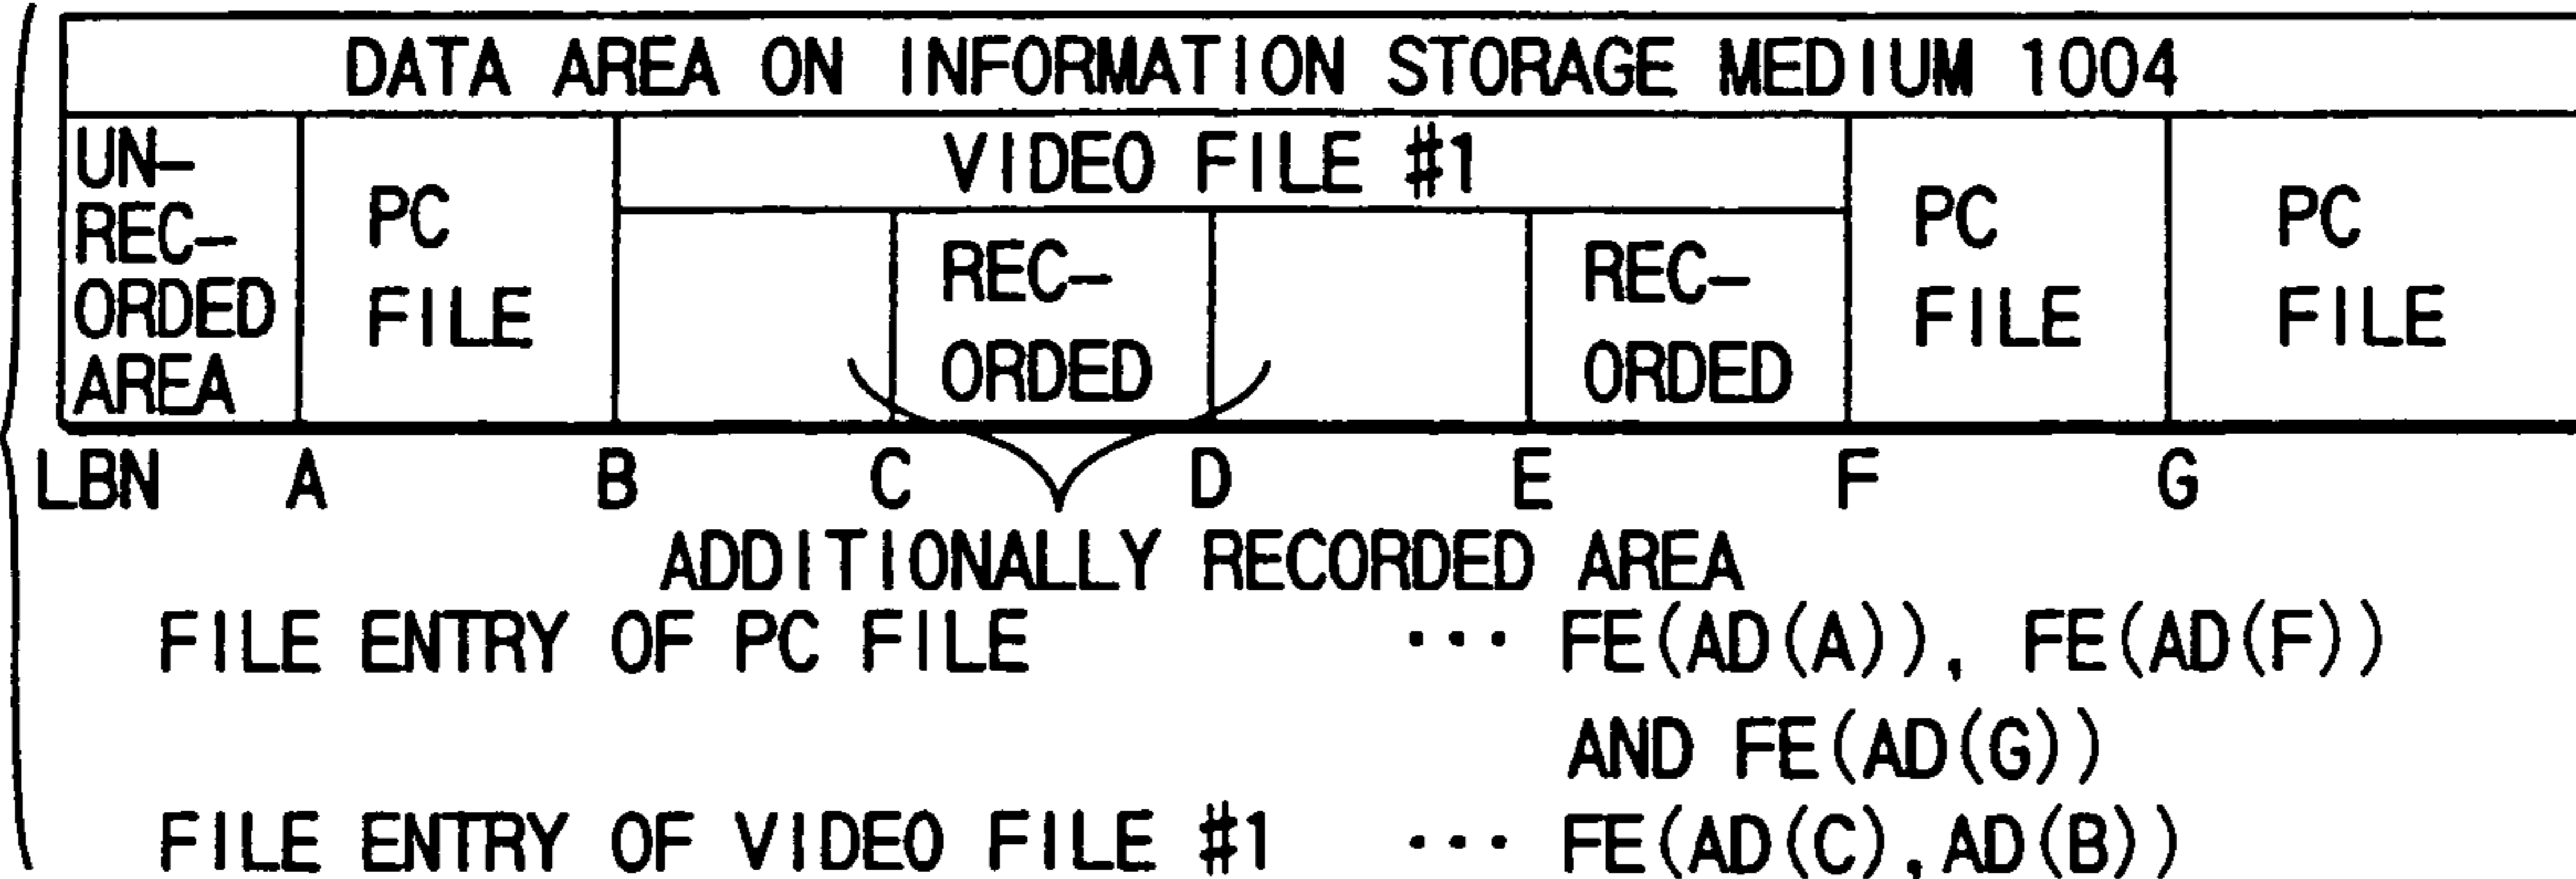 DATA AREA ON INFORMATION STORAGE MEDIUM 1004
UN-
REC-
ORDED
AREA
PC
FILE
VIDEO FILE #1
REC-
ORDED
REC-
ORDED
PC
FILE
PC
FILE
LBN A B C D E F G
ADDITIONALLY RECORDED AREA
FILE ENTRY OF PC FILE ... FE(AD(A)), FE(AD(F))
AND FE(AD(G))
FILE ENTRY OF VIDEO FILE #1 ... FE(AD(C),AD(B))